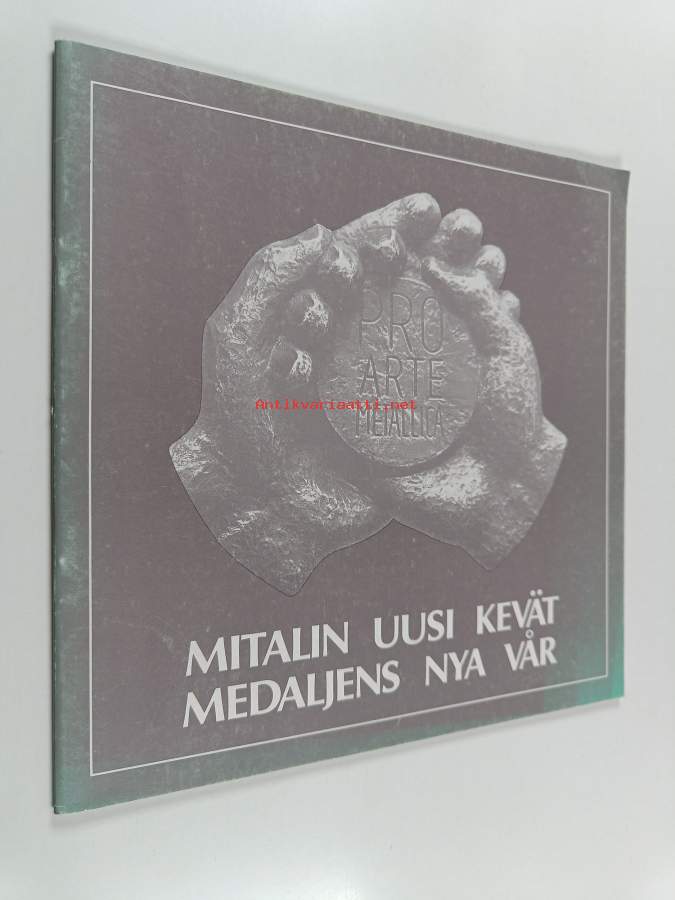 PRO
ARTE
METALLICA
Antikvariaatti.net
MITALIN UUSI KEVÄT
MEDALJENS NYA VÅR